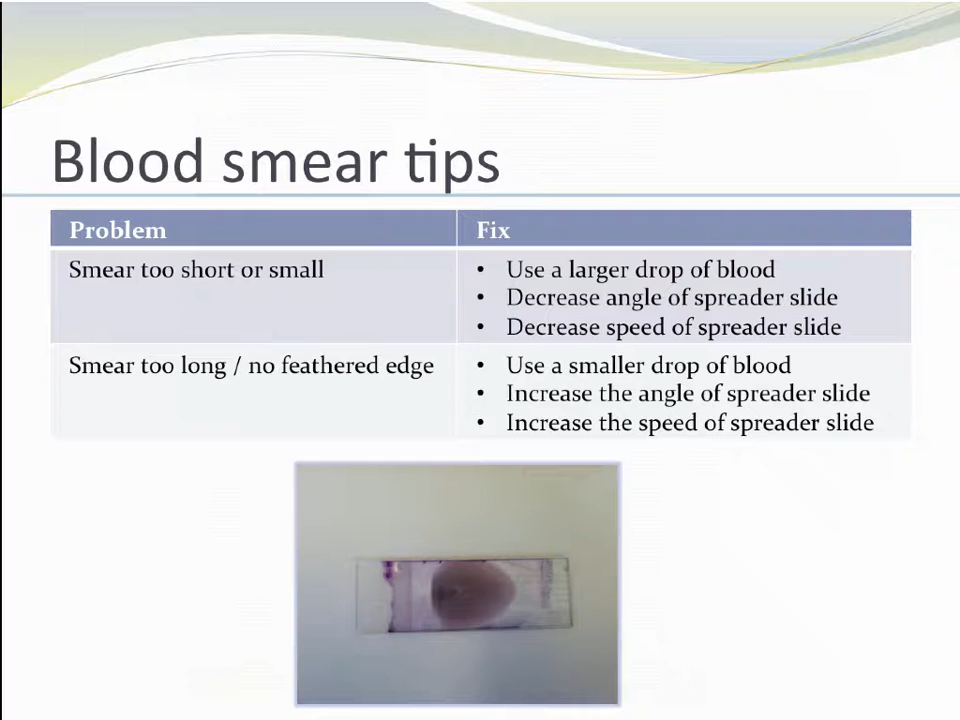 Blood smear tips
Problem
Fix
Smear too short or small
• Use a larger drop of blood
• Decrease angle of spreader slide
• Decrease speed of spreader slide
Smear too long / no feathered edge
• Use a smaller drop of blood
• Increase the angle of spreader slide
• Increase the speed of spreader slide